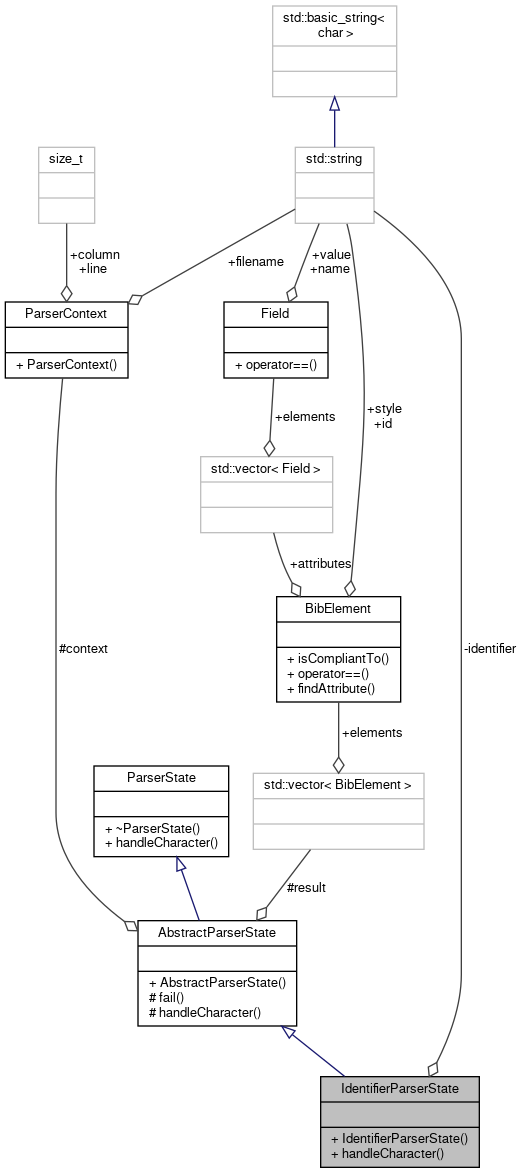 std::basic_string<
char >
size_t
std::string
+column
+line
+filename
+value
+name
ParserContext
+ ParserContext()
Field
+ operator==()
+style
+id
+elements
std::vector< Field >
+attributes
BibElement
+ isCompliantTo()
+ operator==()
+ findAttribute()
#context
-identifier
+elements
ParserState
+ ~ParserState()
+ handleCharacter()
std::vector< BibElement >
#result
AbstractParserState
+ AbstractParserState()
# fail()
# handleCharacter()
IdentifierParserState
+ IdentifierParserState()
+ handleCharacter()